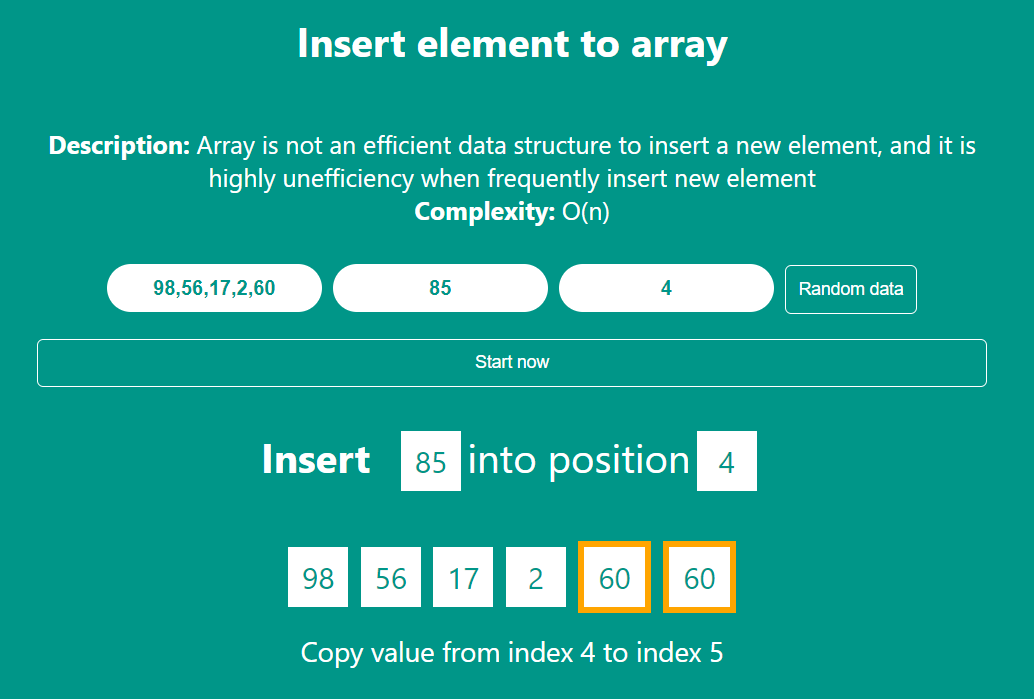 Insert element to array
Description: Array is not an efficient data structure to insert a new element, and it is
highly unefficiency when frequently insert new element
Complexity: O(n)
98,56,17,2,60 85 4 Random data
Start now
Insert 85 into position 4
98 56 17 2 60 60
Copy value from index 4 to index 5